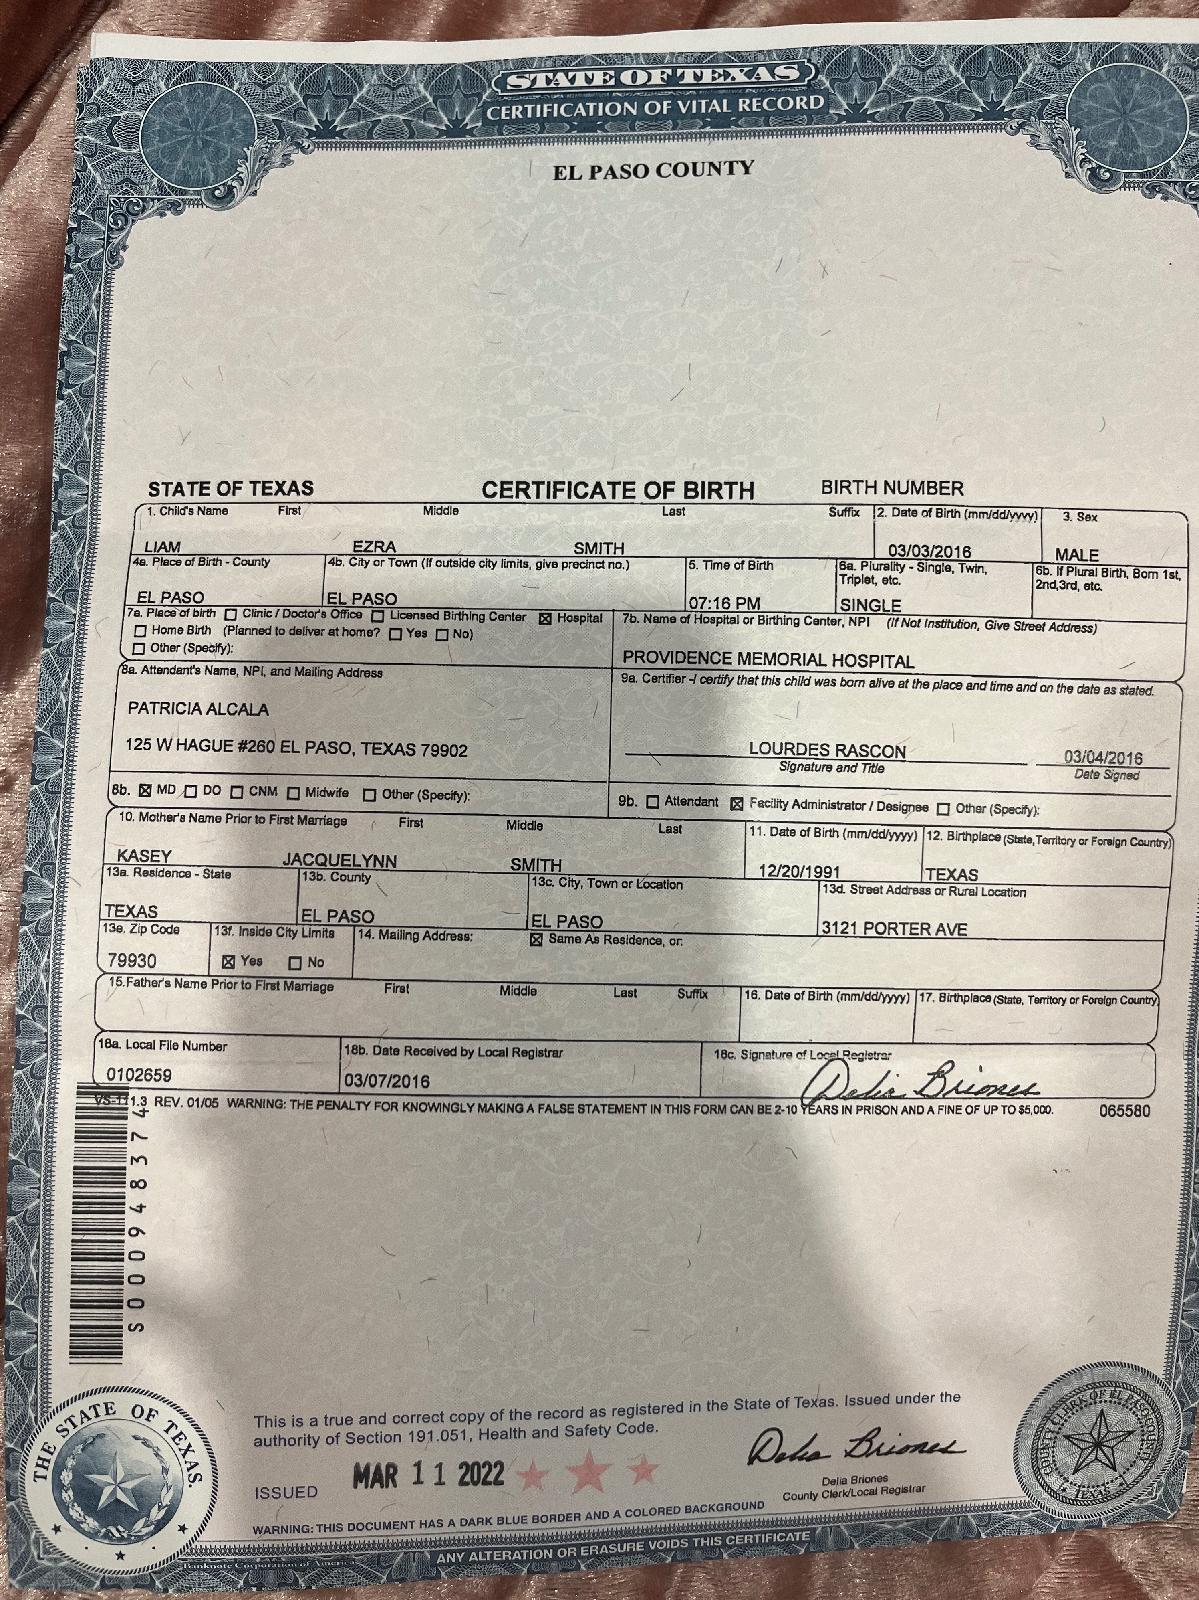 STATE OF TEXAS
CERTIFICATION OF VITAL RECORD
EL PASO COUNTY
STATE OF TEXAS CERTIFICATE OF BIRTH BIRTH NUMBER
1. Child's Name First Middle Last Suffix 2. Date of Birth (mm/dd/yyyy) 3. Sex
LIAM EZRA SMITH 03/03/2016 MALE
4a. Place of Birth - County 4b. City or Town (If outside city limits, give precinct no.) 5. Time of Birth 6a. Plurality - Single, Twin, Triplet, etc. 6b. If Plural Birth, Born 1st, 2nd,3rd, etc.
EL PASO EL PASO 07:16 PM SINGLE
7a. Place of birth ☐ Clinic / Doctor's Office ☐ Licensed Birthing Center ☒ Hospital
☐ Home Birth (Planned to deliver at home? ☐ Yes ☐ No)
☐ Other (Specify):
7b. Name of Hospital or Birthing Center, NPI (If Not Institution, Give Street Address)
PROVIDENCE MEMORIAL HOSPITAL
8a. Attendant's Name, NPI, and Mailing Address
PATRICIA ALCALA
125 W HAGUE #260 EL PASO, TEXAS 79902
9a. Certifier -I certify that this child was born alive at the place and time and on the date as stated.
LOURDES RASCON 03/04/2016
Signature and Title Date Signed
8b. ☒ MD ☐ DO ☐ CNM ☐ Midwife ☐ Other (Specify):
9b. ☐ Attendant ☒ Facility Administrator / Designee ☐ Other (Specify):
10. Mother's Name Prior to First Marriage First Middle Last 11. Date of Birth (mm/dd/yyyy) 12. Birthplace (State,Territory or Foreign Country)
KASEY JACQUELYNN SMITH 12/20/1991 TEXAS
13a. Residence - State 13b. County 13c. City, Town or Location 13d. Street Address or Rural Location
TEXAS EL PASO EL PASO 3121 PORTER AVE
13e. Zip Code 13f. Inside City Limits 14. Mailing Address: ☒ Same As Residence, or:
79930 ☒ Yes ☐ No
15.Father's Name Prior to First Marriage First Middle Last Suffix 16. Date of Birth (mm/dd/yyyy) 17. Birthplace (State, Territory or Foreign Country)
18a. Local File Number 18b. Date Received by Local Registrar 18c. Signature of Local Registrar
0102659 03/07/2016 Delia Briones
VS-111.3 REV. 01/05 WARNING: THE PENALTY FOR KNOWINGLY MAKING A FALSE STATEMENT IN THIS FORM CAN BE 2-10 YEARS IN PRISON AND A FINE OF UP TO $5,000. 065580
S000948374
This is a true and correct copy of the record as registered in the State of Texas. Issued under the
authority of Section 191.051, Health and Safety Code.
ISSUED MAR 11 2022
Delia Briones
Delia Briones
County Clerk/Local Registrar
WARNING: THIS DOCUMENT HAS A DARK BLUE BORDER AND A COLORED BACKGROUND
Banknote Corporation of America
ANY ALTERATION OR ERASURE VOIDS THIS CERTIFICATE
THE STATE OF TEXAS.
COUNTY CLERK OF EL PASO COUNTY
TEXAS